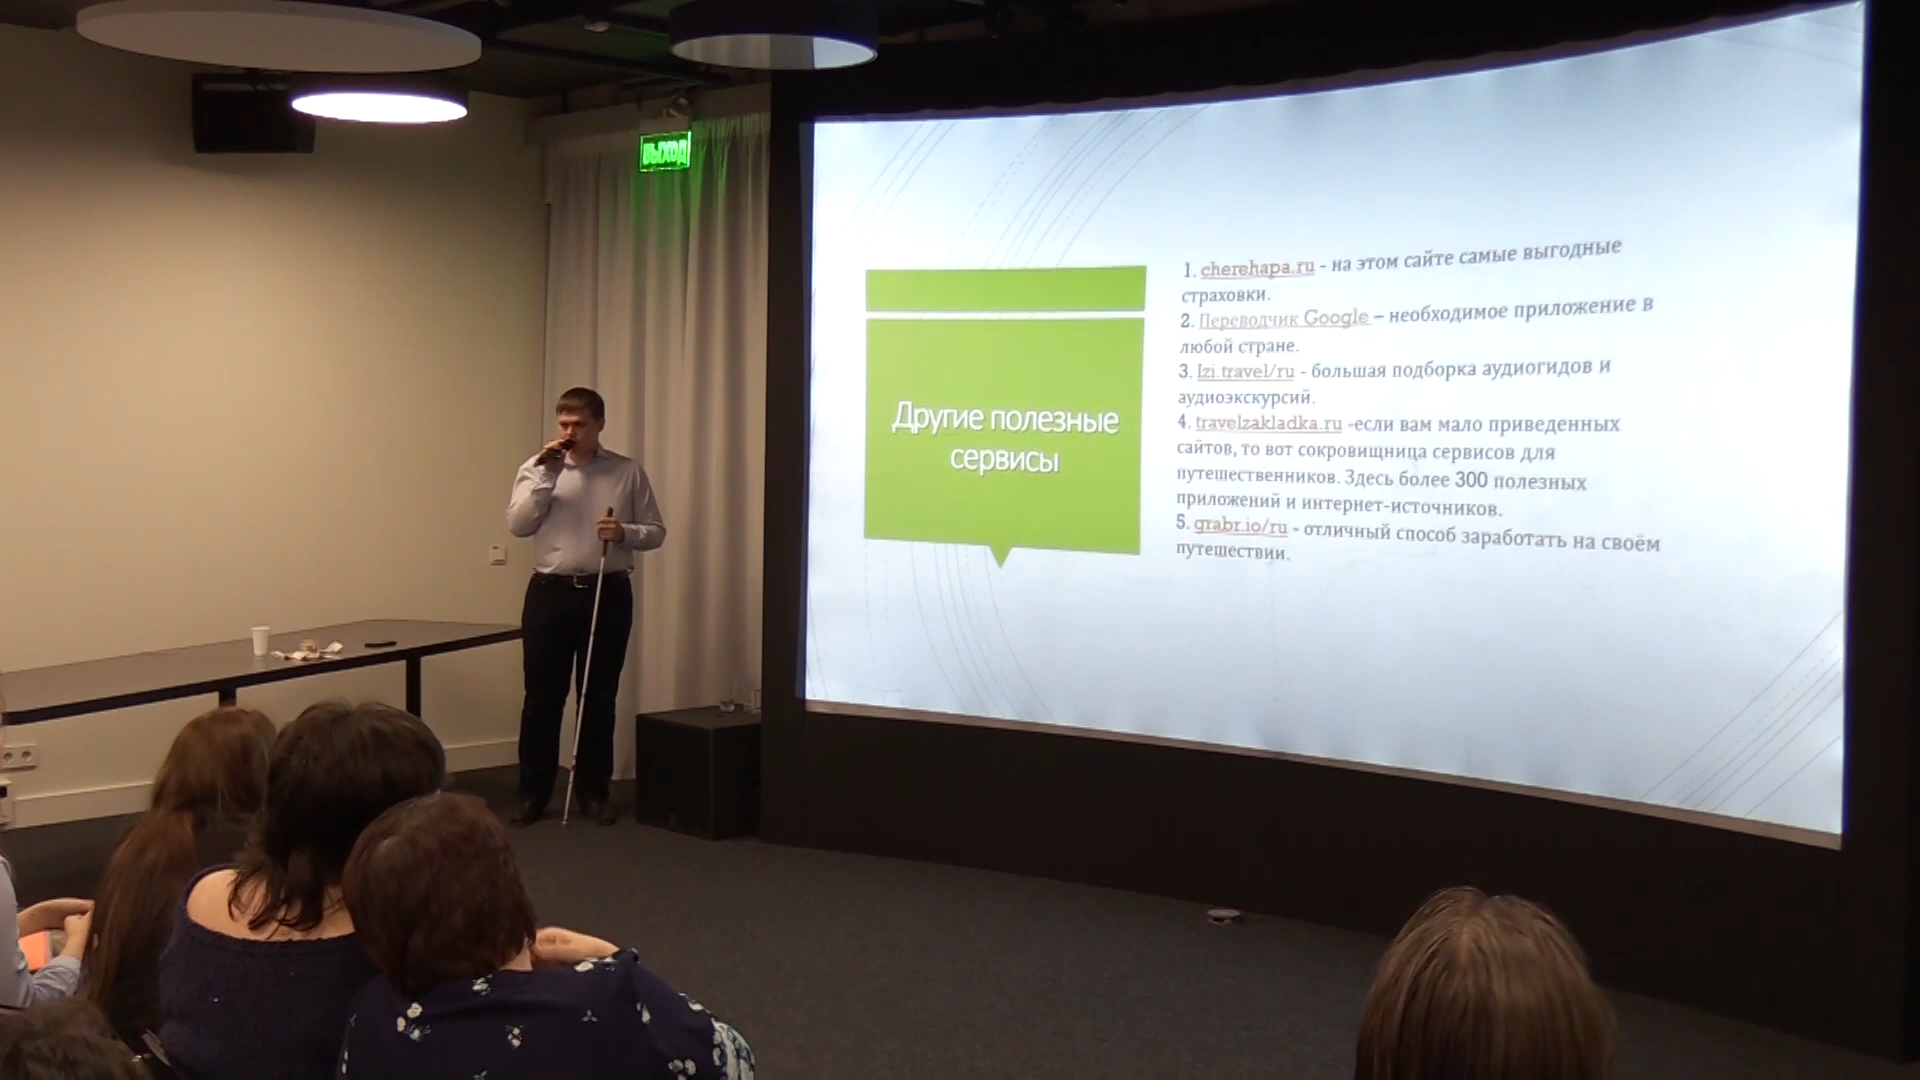 ВЫХОД
Другие полезные
сервисы
1. cherehapa.ru - на этом сайте самые выгодные
страховки.
2. Переводчик Google – необходимое приложение в
любой стране.
3. Izi.travel/ru - большая подборка аудиогидов и
аудиоэкскурсий.
4. travelzakladka.ru -если вам мало приведенных
сайтов, то вот сокровищница сервисов для
путешественников. Здесь более 300 полезных
приложений и интернет-источников.
5. grabr.io/ru - отличный способ заработать на своём
путешествии.